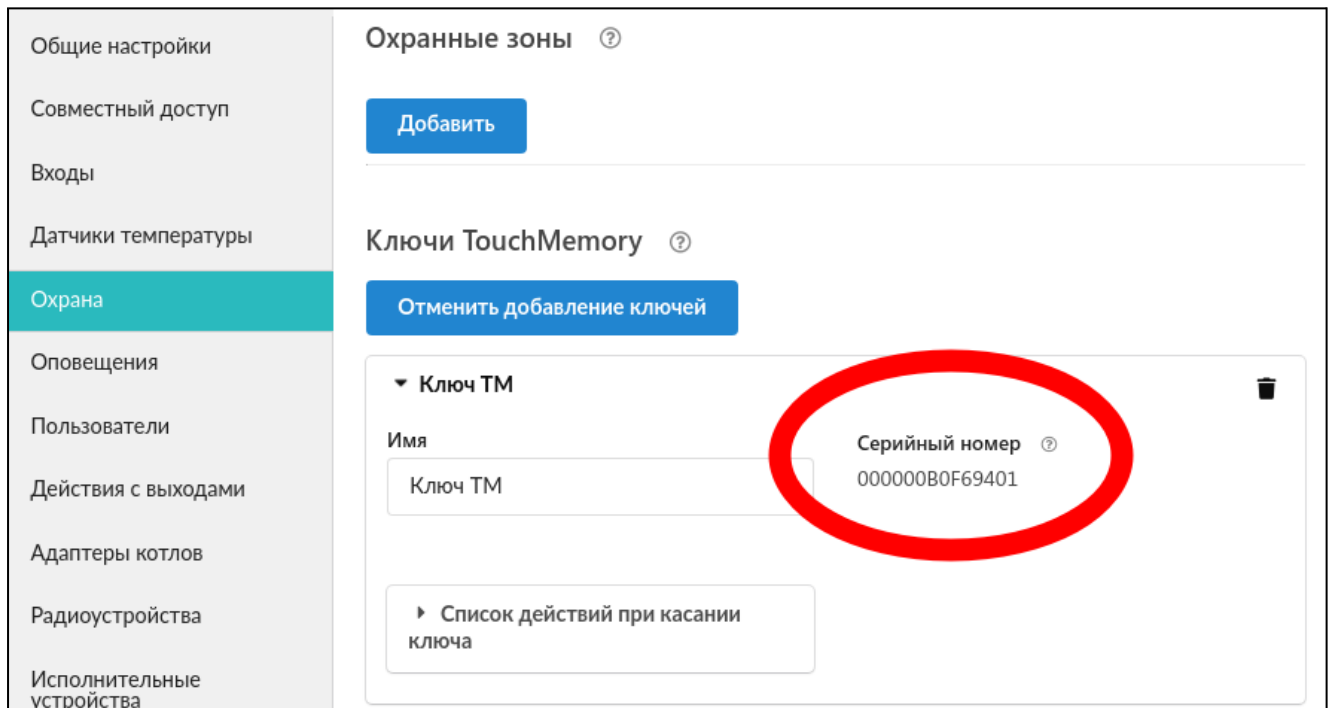 Общие настройки
Совместный доступ
Входы
Датчики температуры
Охрана
Оповещения
Пользователи
Действия с выходами
Адаптеры котлов
Радиоустройства
Исполнительные
устройства
Охранные зоны ?
Добавить
Ключи TouchMemory ?
Отменить добавление ключей
Ключ ТМ
Имя
Ключ ТМ
Серийный номер ?
000000B0F69401
Список действий при касании
ключа